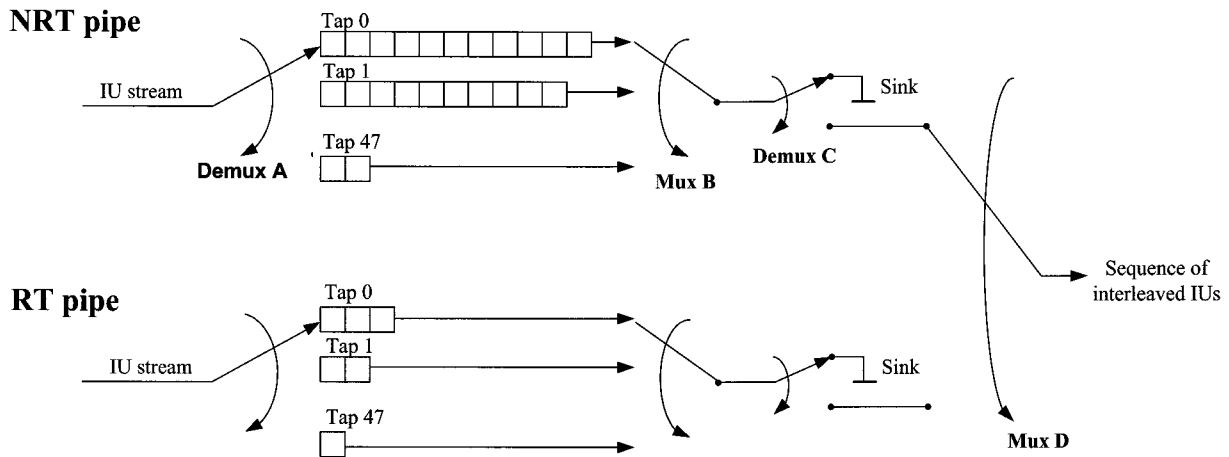 NRT pipe
Tap 0
IU stream
Tap 1
Sink
Tap 47
Demux A
Demux C
Mux B
Sequence of
interleaved IUs
RT pipe
Tap 0
IU stream
Tap 1
Sink
Tap 47
Mux D